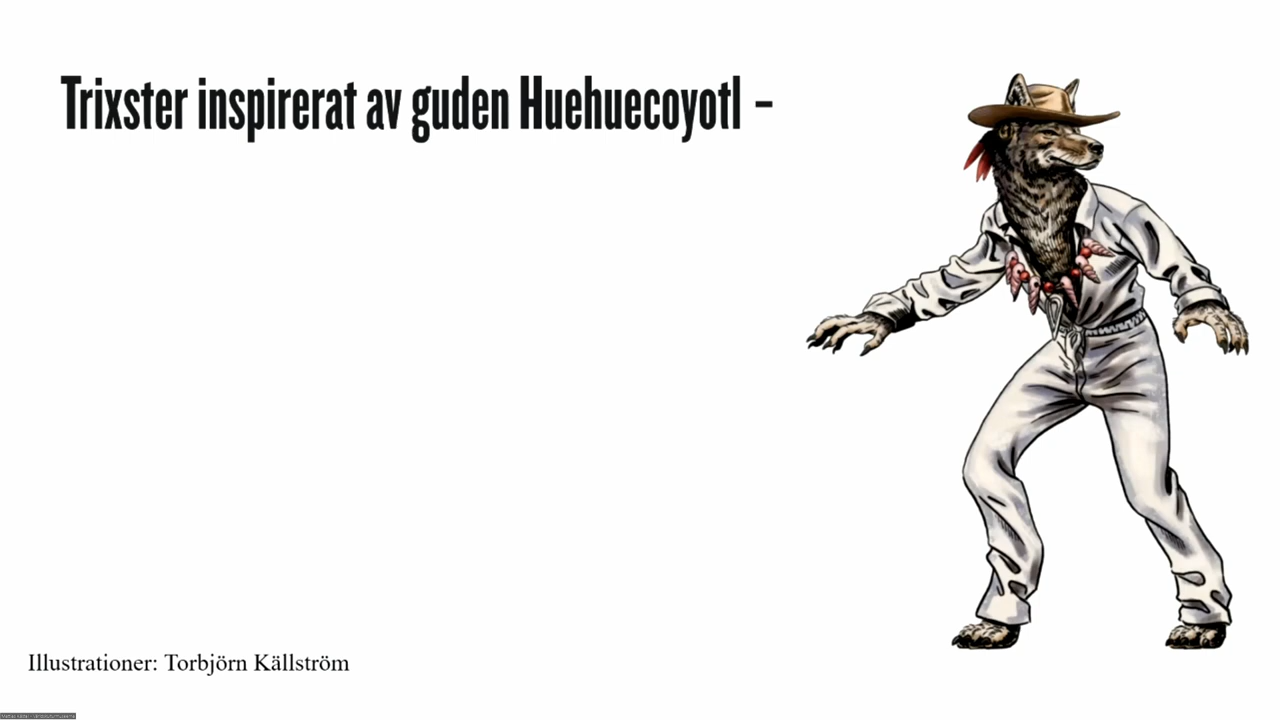 Trixster inspirerat av guden Huehuecoyotl –
Illustrationer: Torbjörn Källström